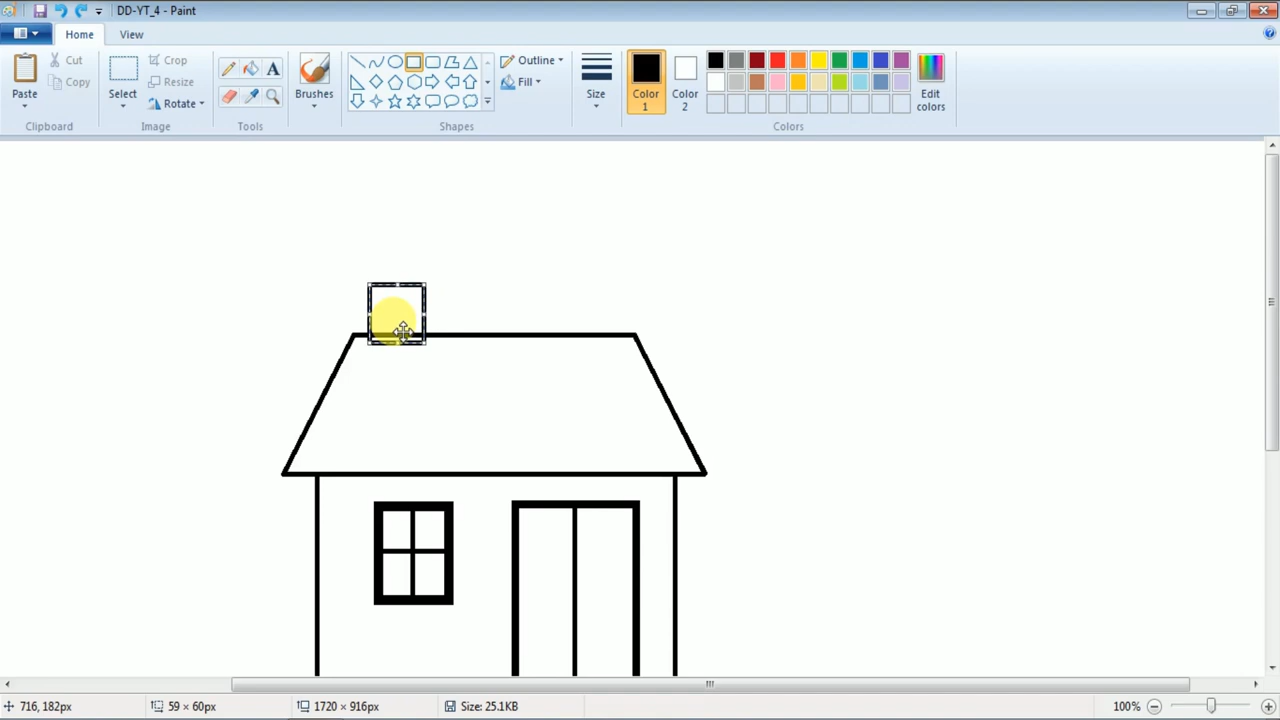 DD-YT_4 - Paint
Home View
Paste
Cut
Copy
Clipboard
Select
Crop
Resize
Rotate
Image
A
Tools
Brushes
Outline
Fill
Shapes
Size
Color 1
Color 2
Edit colors
Colors
716, 182px
59 × 60px
1720 × 916px
Size: 25.1KB
100%